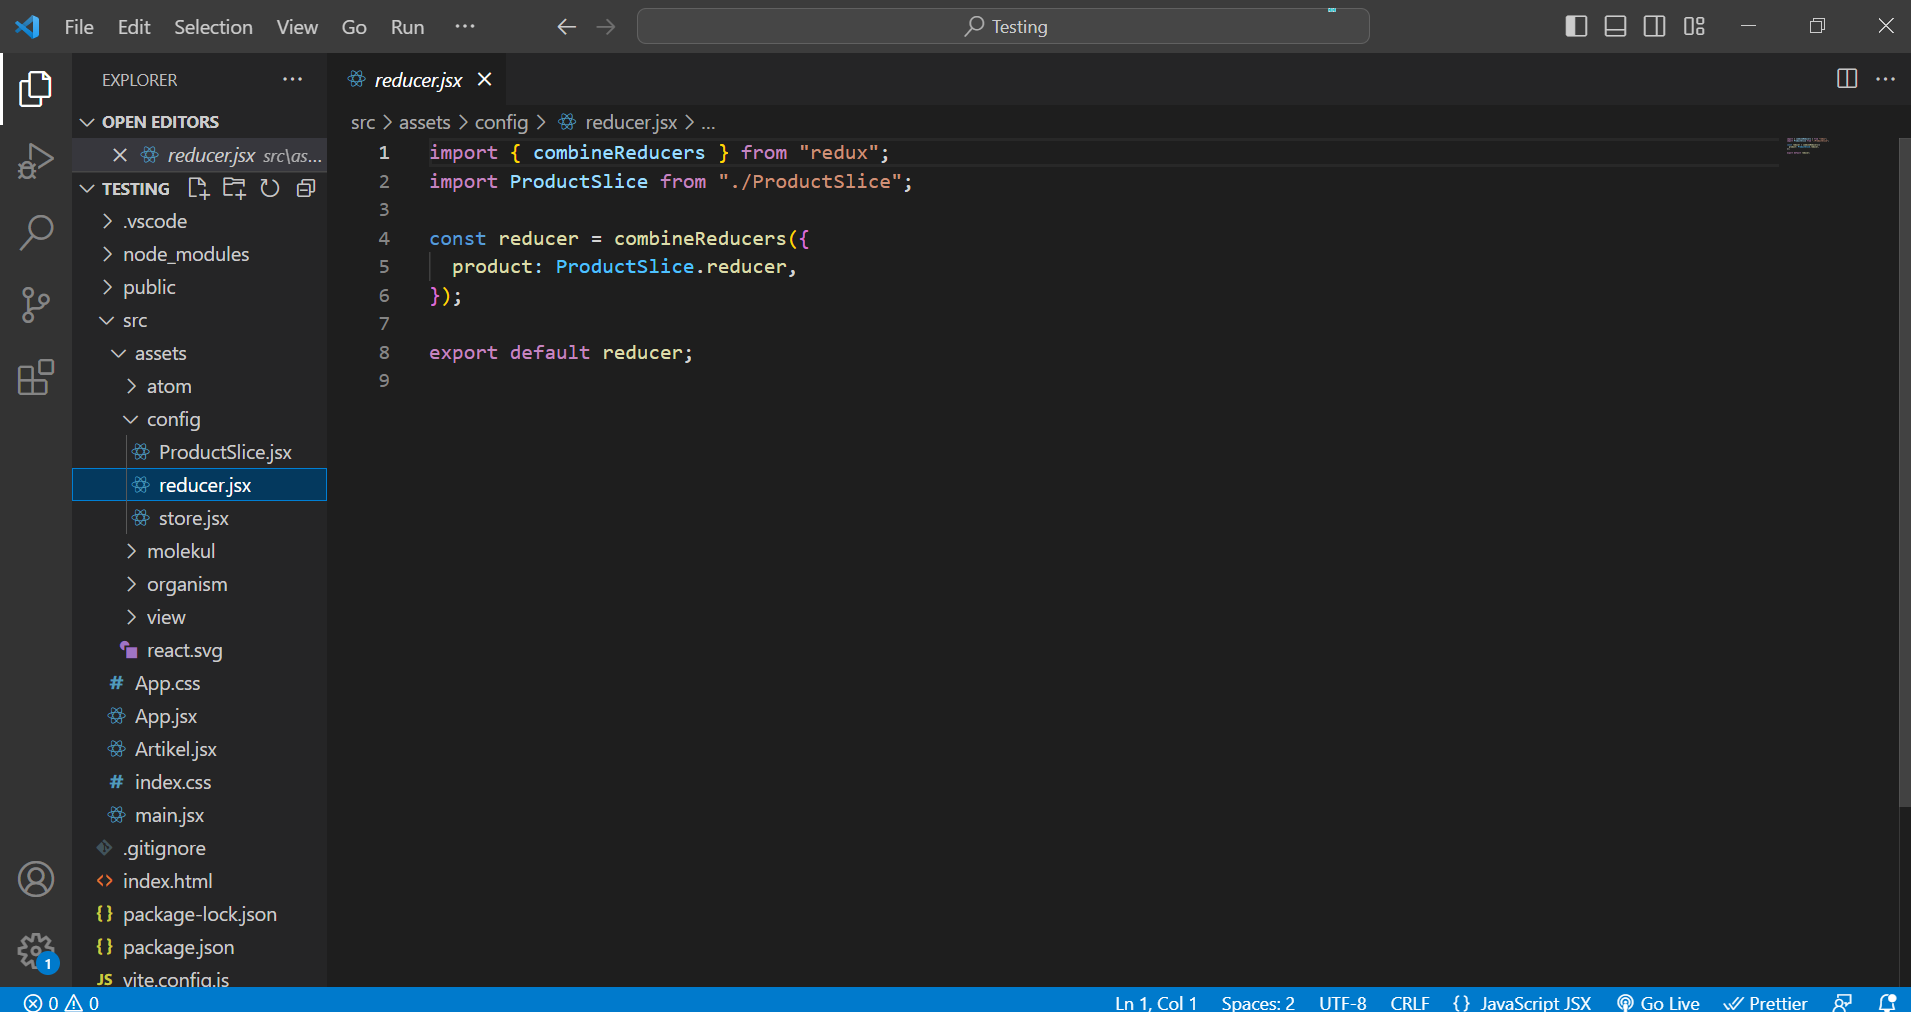 File Edit Selection View Go Run ··· Testing
EXPLORER ···
OPEN EDITORS
reducer.jsx src\as...
TESTING
.vscode
node_modules
public
src
assets
atom
config
ProductSlice.jsx
reducer.jsx
store.jsx
molekul
organism
view
react.svg
# App.css
App.jsx
Artikel.jsx
# index.css
main.jsx
.gitignore
<> index.html
{} package-lock.json
{} package.json
JS vite.config.js
1
reducer.jsx
src > assets > config > reducer.jsx > ...
1 import { combineReducers } from "redux";
2 import ProductSlice from "./ProductSlice";
3
4 const reducer = combineReducers({
5   product: ProductSlice.reducer,
6 });
7
8 export default reducer;
9
0 0 Ln 1, Col 1 Spaces: 2 UTF-8 CRLF {} JavaScript JSX Go Live Prettier